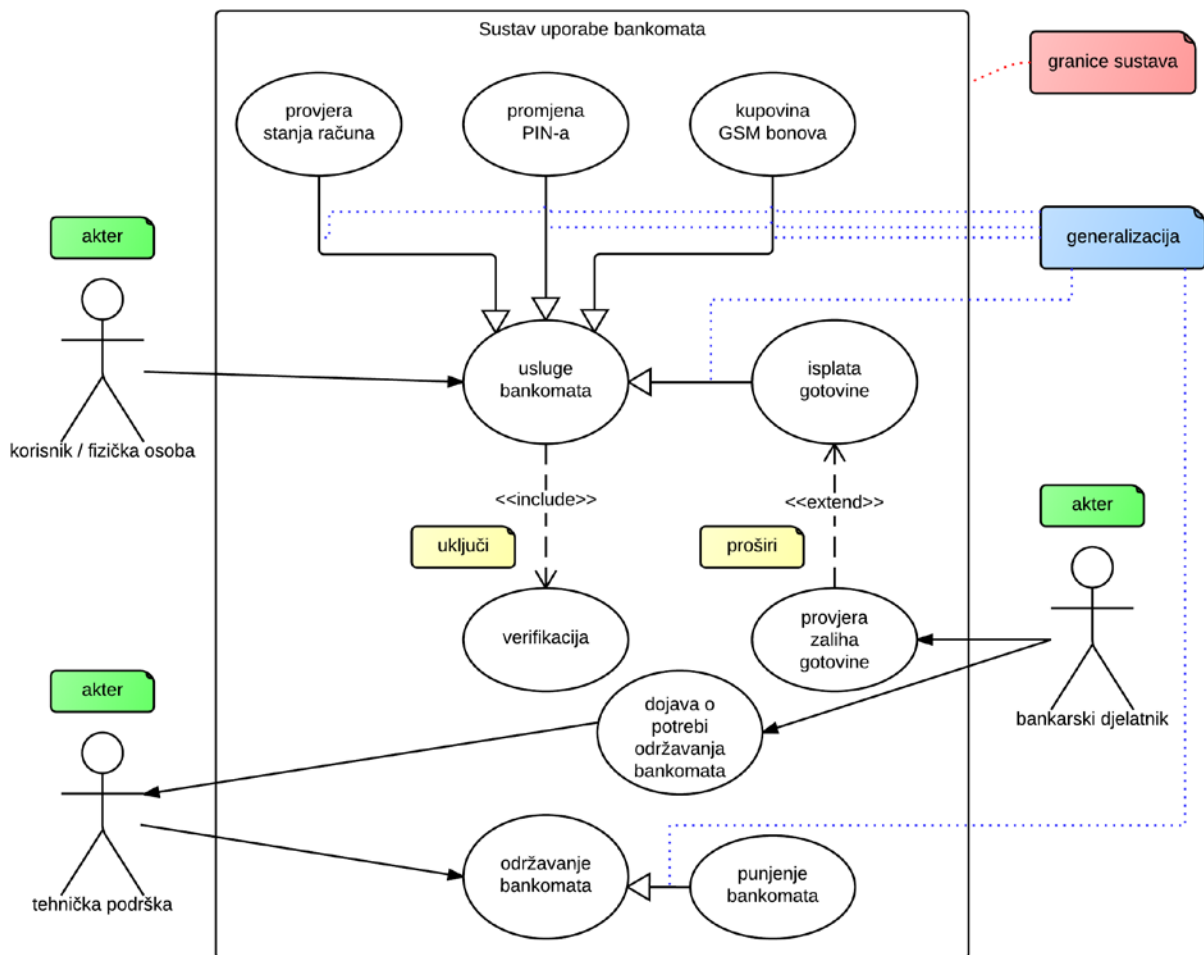 Sustav uporabe bankomata
granice sustava
provjera
stanja računa
promjena
PIN-a
kupovina
GSM bonova
akter
generalizacija
korisnik / fizička osoba
usluge
bankomata
isplata
gotovine
<<include>>
<<extend>>
uključi
proširi
akter
verifikacija
provjera
zaliha
gotovine
bankarski djelatnik
akter
dojava o
potrebi
održavanja
bankomata
tehnička podrška
održavanje
bankomata
punjenje
bankomata